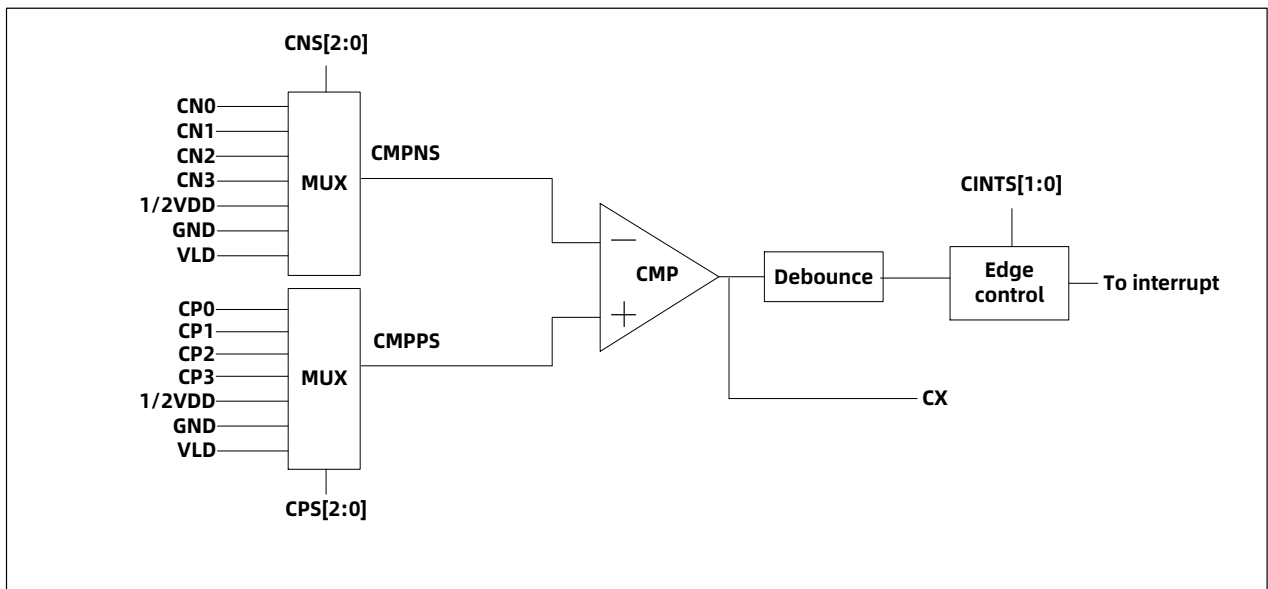 CNS[2:0]
CN0
CN1
CN2
CN3
1/2VDD
GND
VLD
MUX
CMPNS
CP0
CP1
CP2
CP3
1/2VDD
GND
VLD
MUX
CMPPS
CPS[2:0]
CMP
Debounce
CINTS[1:0]
Edge
control
To interrupt
CX